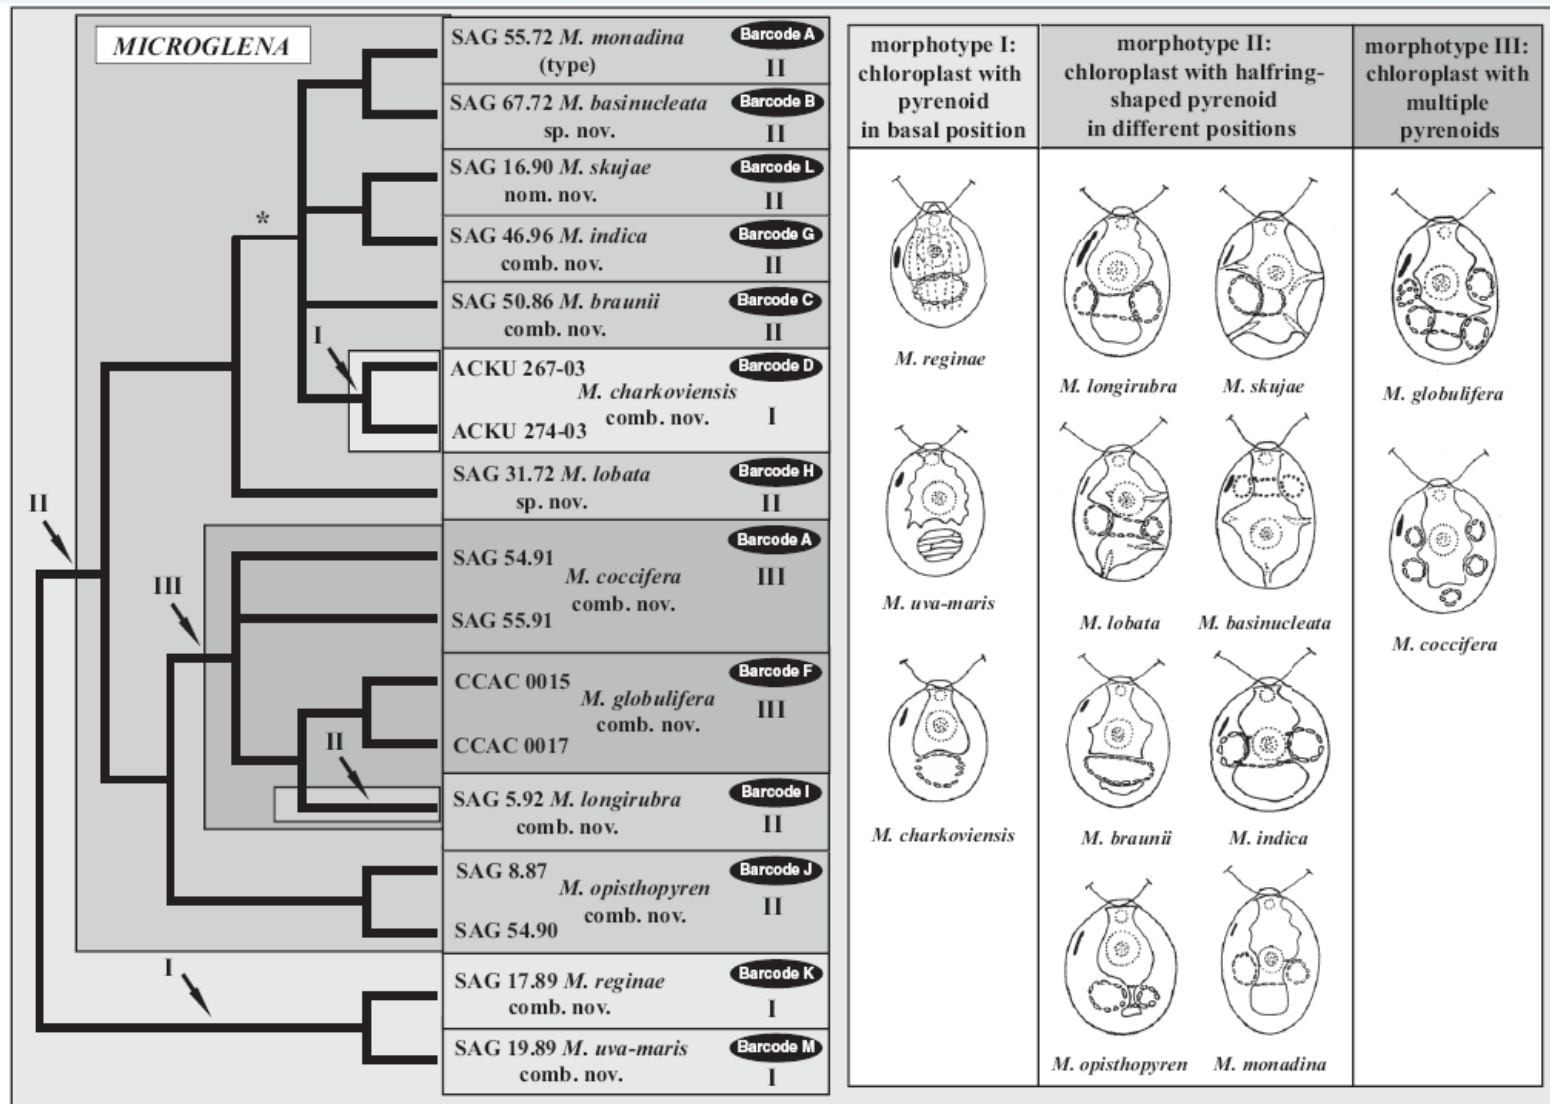 MICROGLENA
SAG 55.72 M. monadina
(type)
Barcode A
II
SAG 67.72 M. basinucleata
sp. nov.
Barcode B
II
SAG 16.90 M. skujae
nom. nov.
Barcode L
II
SAG 46.96 M. indica
comb. nov.
Barcode G
II
*
SAG 50.86 M. braunii
comb. nov.
Barcode C
II
I
ACKU 267-03
M. charkoviensis
comb. nov.
ACKU 274-03
Barcode D
I
SAG 31.72 M. lobata
sp. nov.
Barcode H
II
II
SAG 54.91
M. coccifera
comb. nov.
SAG 55.91
Barcode A
III
III
CCAC 0015
M. globulifera
comb. nov.
CCAC 0017
Barcode F
III
II
SAG 5.92 M. longirubra
comb. nov.
Barcode I
II
SAG 8.87
M. opisthopyren
comb. nov.
SAG 54.90
Barcode J
II
I
SAG 17.89 M. reginae
comb. nov.
Barcode K
I
SAG 19.89 M. uva-maris
comb. nov.
Barcode M
I
morphotype I:
chloroplast with
pyrenoid
in basal position
M. reginae
M. uva-maris
M. charkoviensis
morphotype II:
chloroplast with halfring-
shaped pyrenoid
in different positions
M. longirubra M. skujae
M. lobata M. basinucleata
M. braunii M. indica
M. opisthopyren M. monadina
morphotype III:
chloroplast with
multiple
pyrenoids
M. globulifera
M. coccifera